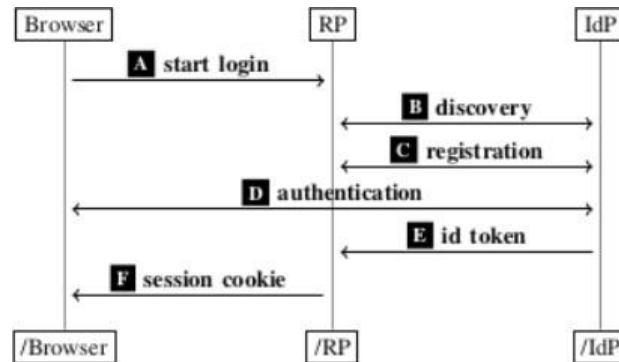 Browser RP IdP
A start login
B discovery
C registration
D authentication
E id token
F session cookie
/Browser /RP /IdP